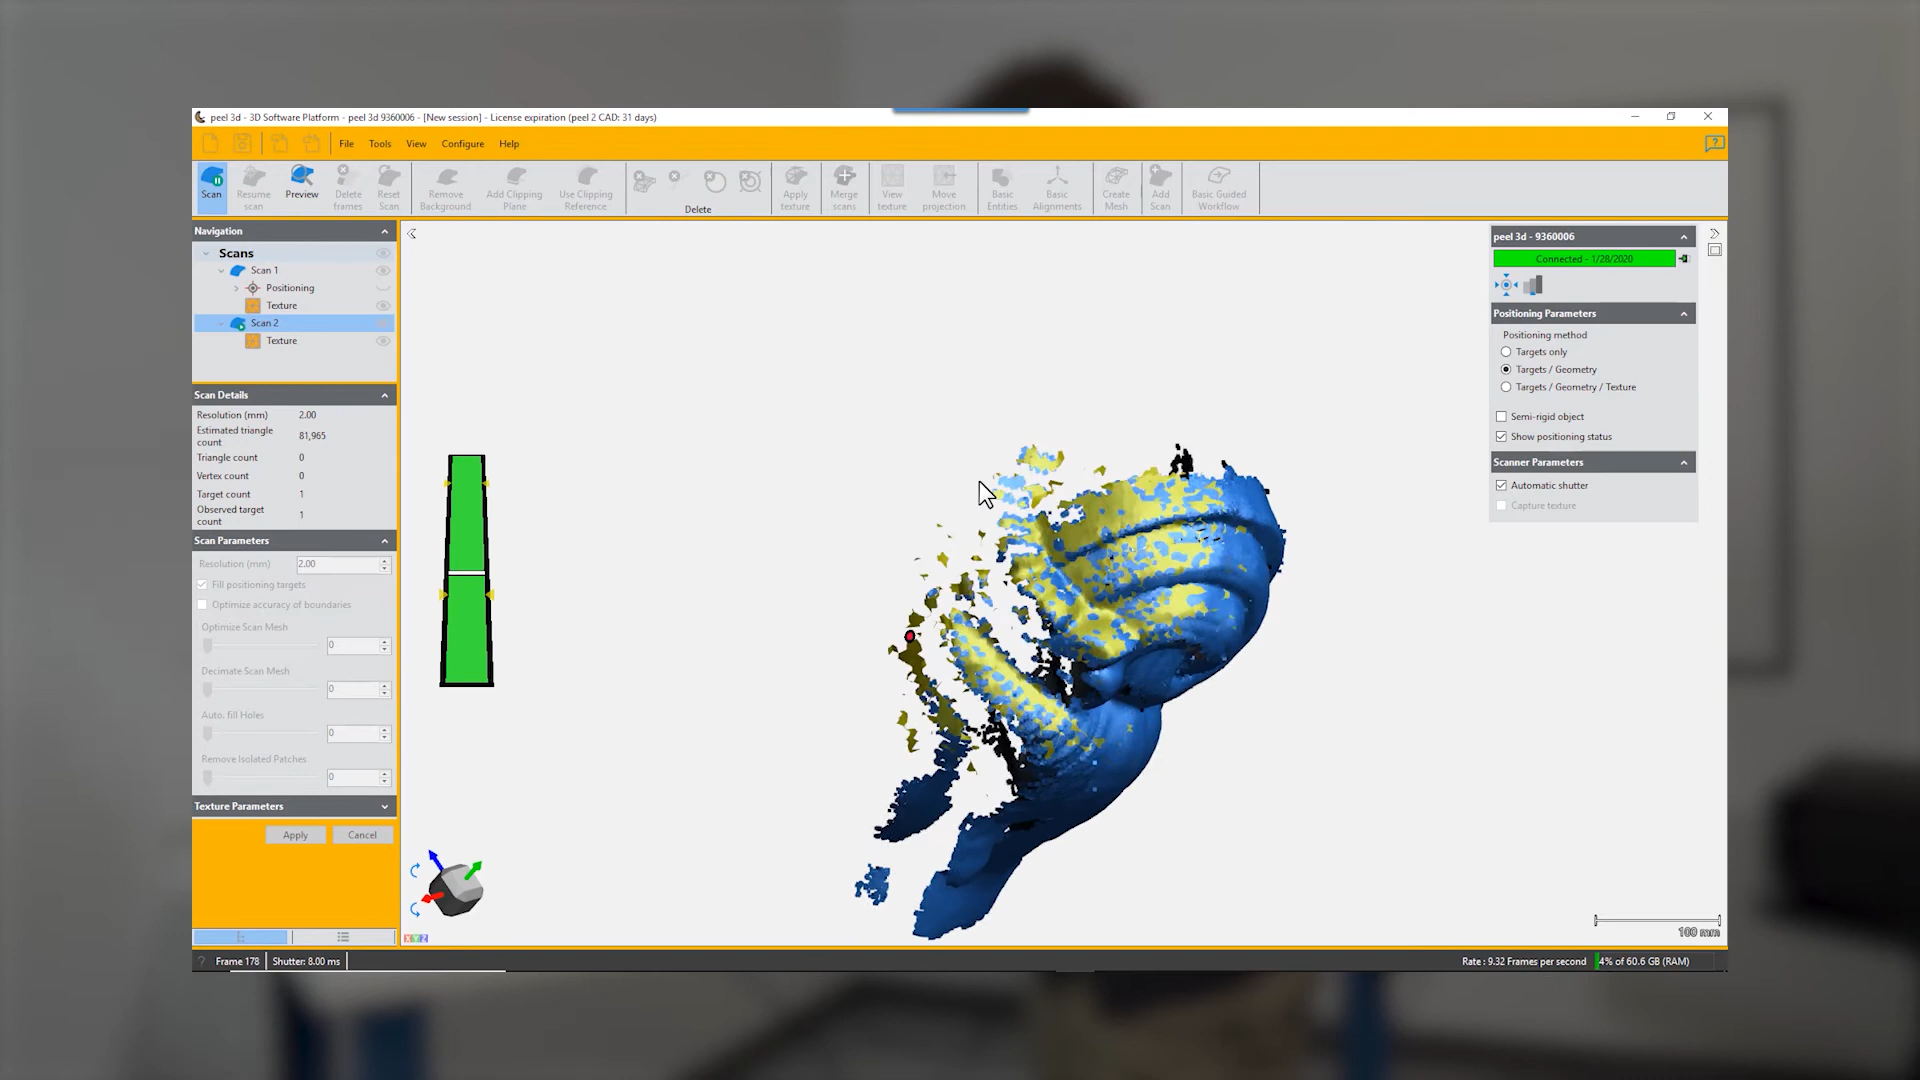 peel 3d - 3D Software Platform - peel 3d 9360006 - [New session] - License expiration (peel 2 CAD: 31 days)
File Tools View Configure Help
Scan
Resume scan
Preview
Delete frames
Reset Scan
Remove Background
Add Clipping Plane
Use Clipping Reference
Delete
Apply texture
Merge scans
View texture
Move projection
Basic Entities
Basic Alignments
Create Mesh
Add Scan
Basic Guided Workflow
Navigation
Scans
Scan 1
Positioning
Texture
Scan 2
Texture
Scan Details
Resolution (mm) 2.00
Estimated triangle count 81,965
Triangle count 0
Vertex count 0
Target count 1
Observed target count 1
Scan Parameters
Resolution (mm) 2.00
Fill positioning targets
Optimize accuracy of boundaries
Optimize Scan Mesh
0
Decimate Scan Mesh
0
Auto. fill Holes
0
Remove Isolated Patches
0
Texture Parameters
Apply Cancel
XYZ
peel 3d - 9360006
Connected - 1/28/2020
Positioning Parameters
Positioning method
Targets only
Targets / Geometry
Targets / Geometry / Texture
Semi-rigid object
Show positioning status
Scanner Parameters
Automatic shutter
Capture texture
100 mm
? Frame 178 Shutter: 8.00 ms Rate : 9.32 Frames per second 4% of 60.6 GB (RAM)